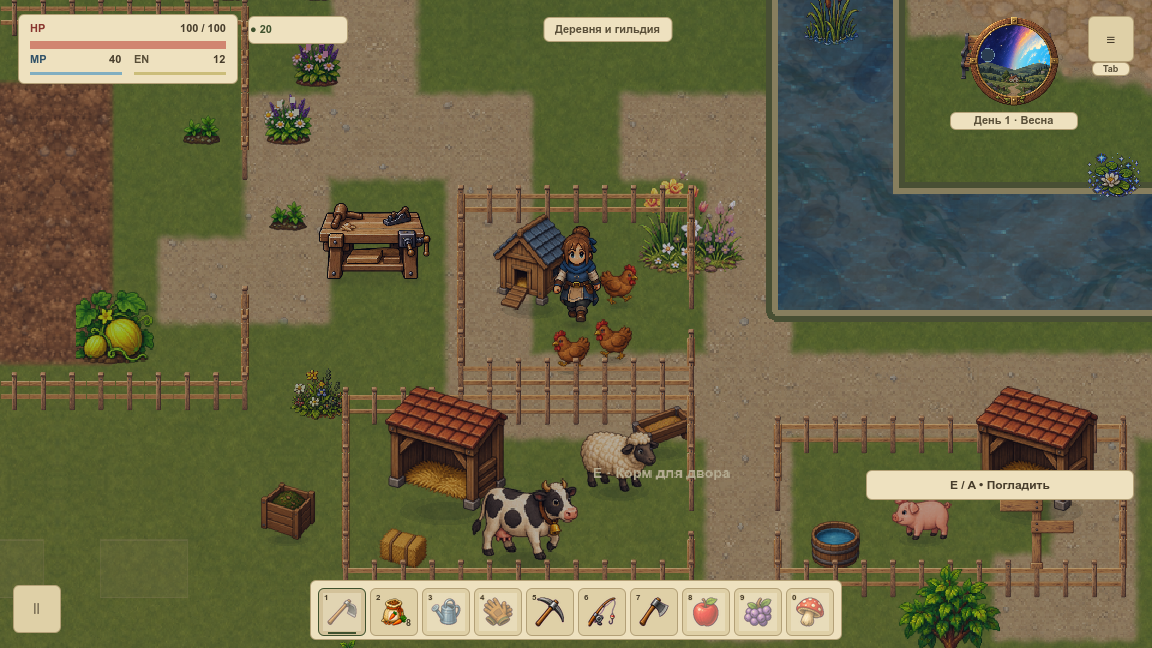 HP 100 / 100
MP 40 EN 12
● 20
Деревня и гильдия
≡
Tab
День 1 · Весна
E · Корм для двора
E / A • Погладить
II
1 2 3 4 5 6 7 8 9 0
8